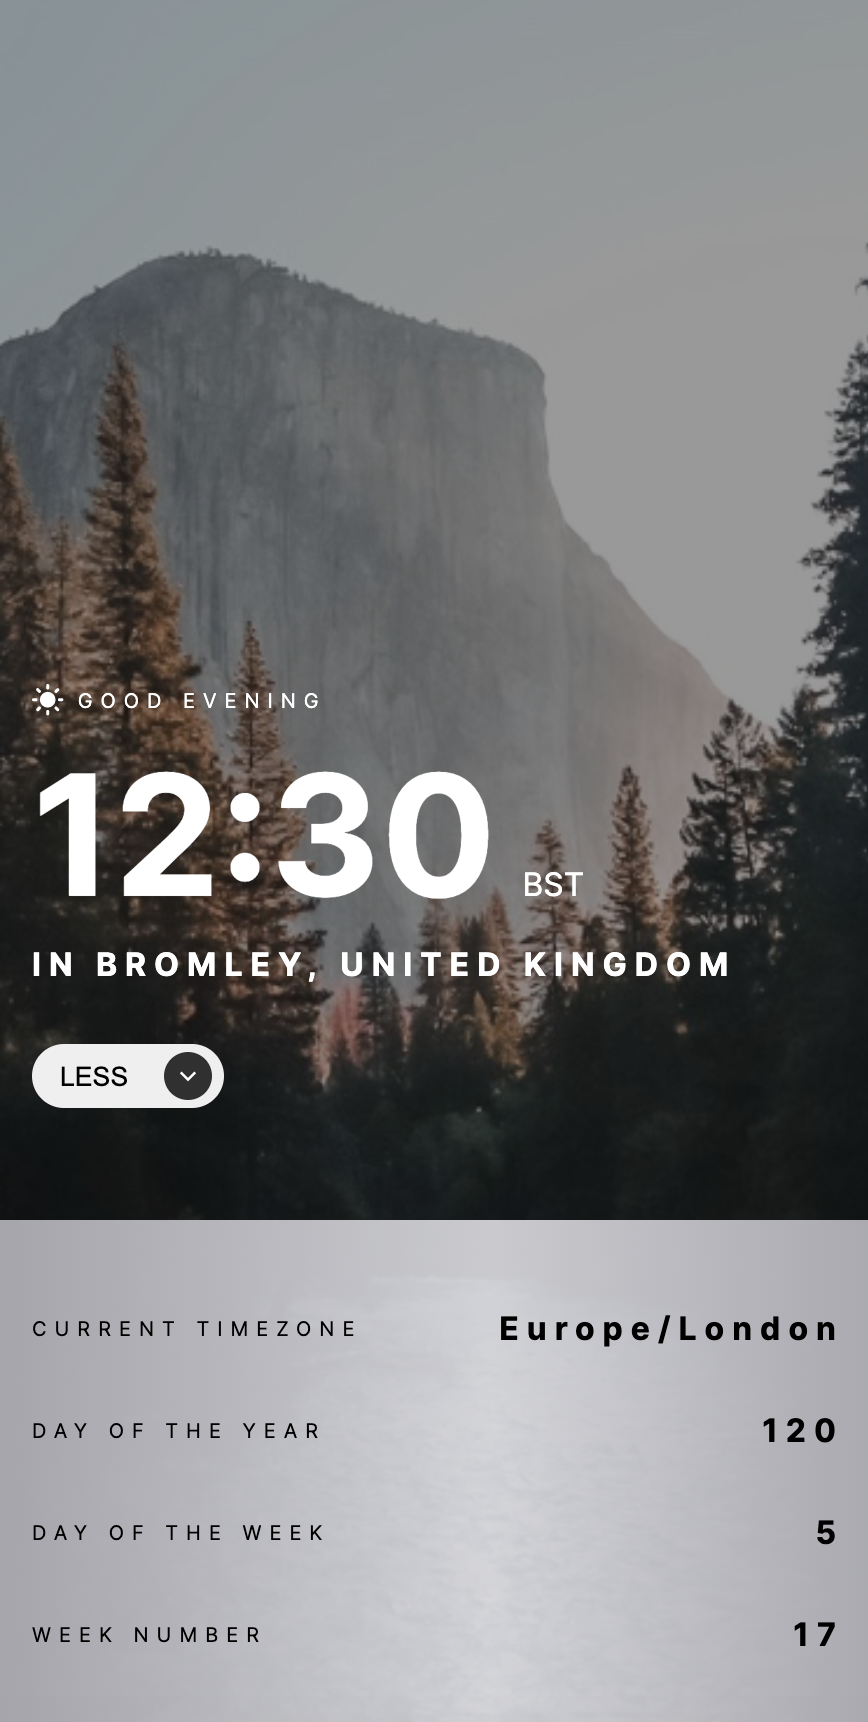 GOOD EVENING
12:30 BST
IN BROMLEY, UNITED KINGDOM
LESS
CURRENT TIMEZONE Europe/London
DAY OF THE YEAR 120
DAY OF THE WEEK 5
WEEK NUMBER 17